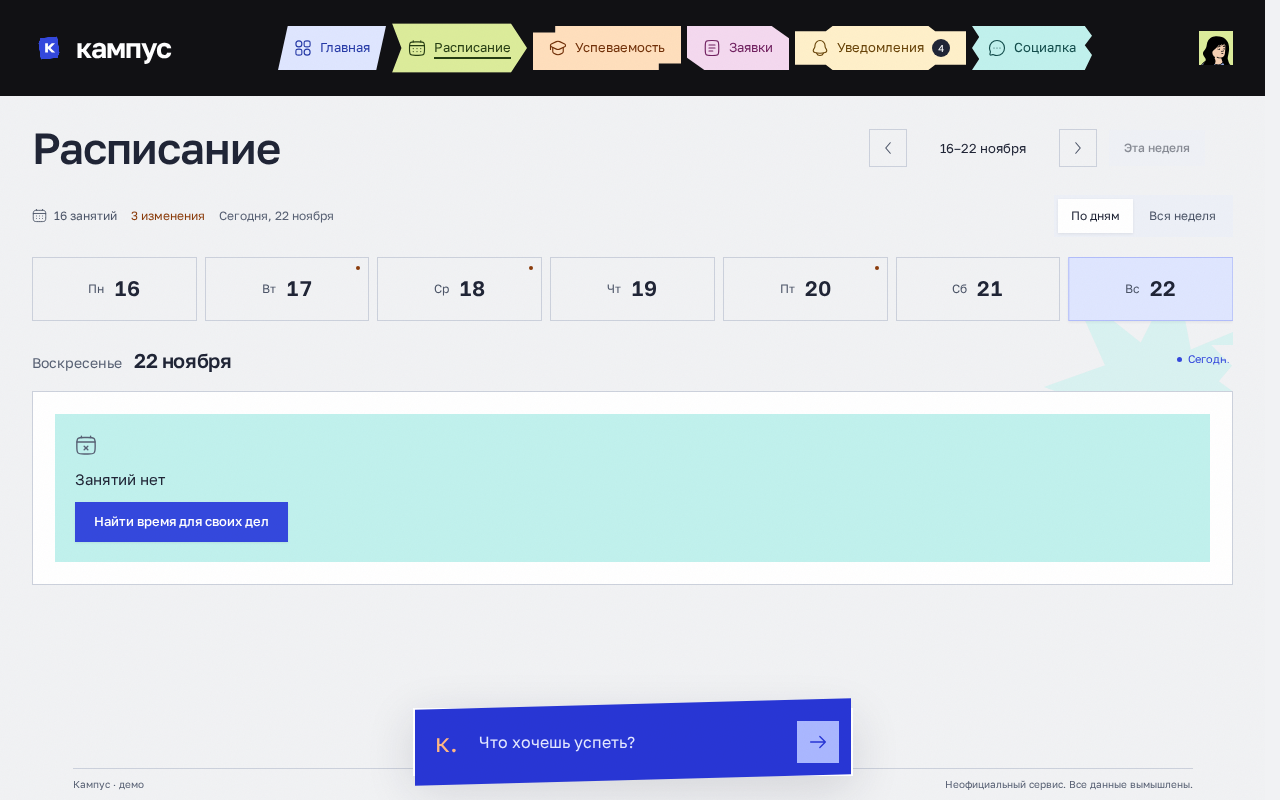 к кампус
Главная
Расписание
Успеваемость
Заявки
Уведомления 4
Социалка
Расписание
16–22 ноября
Эта неделя
16 занятий 3 изменения Сегодня, 22 ноября
По дням
Вся неделя
Пн 16
Вт 17
Ср 18
Чт 19
Пт 20
Сб 21
Вс 22
Воскресенье 22 ноября
Занятий нет
Найти время для своих дел
к. Что хочешь успеть?
Кампус · демо
Неофициальный сервис. Все данные вымышлены.